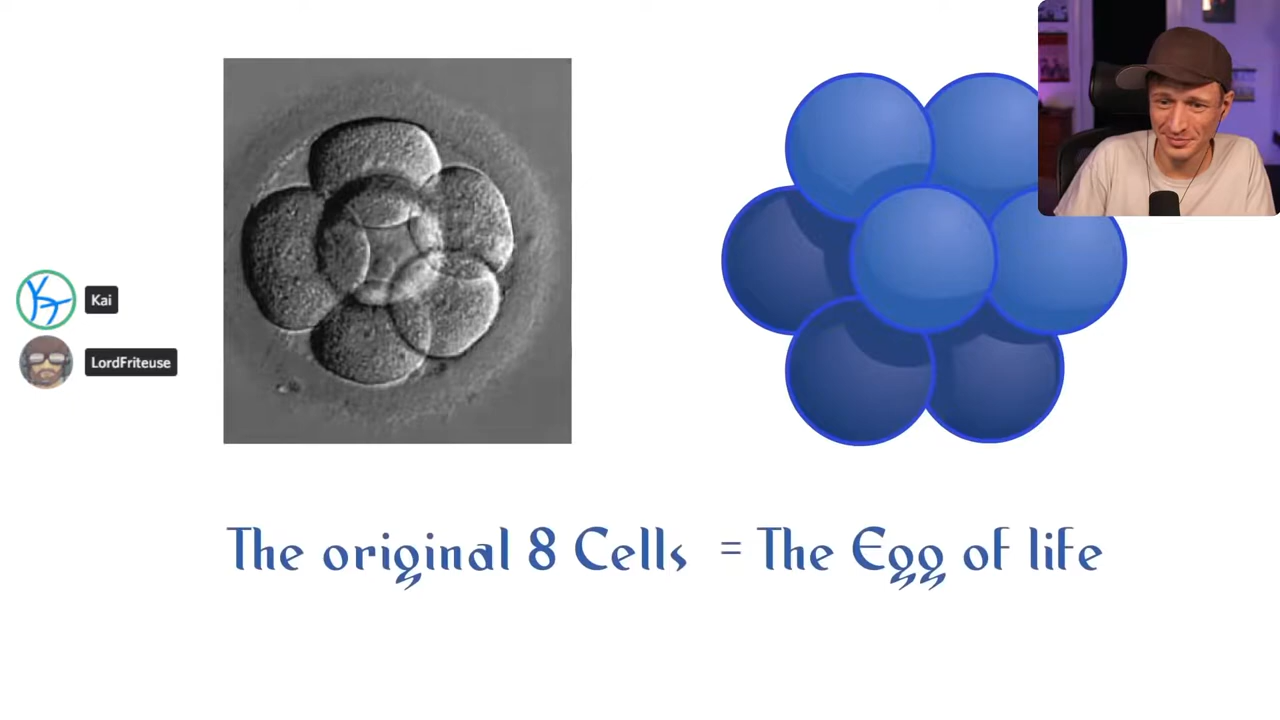 Kai
LordFriteuse
The original 8 Cells = The Egg of life